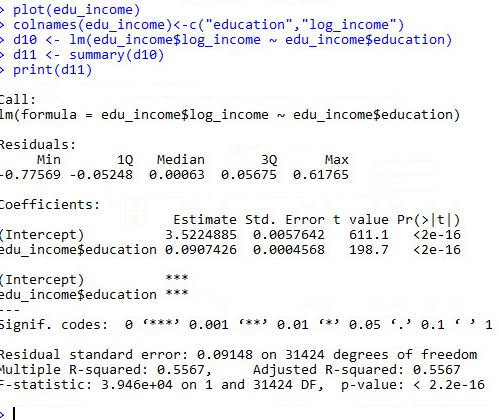 > plot(edu_income)
> colnames(edu_income)<-c("education","log_income")
> d10 <- lm(edu_income$log_income ~ edu_income$education)
> d11 <- summary(d10)
> print(d11)
Call:
lm(formula = edu_income$log_income ~ edu_income$education)
Residuals:
Min 1Q Median 3Q Max
-0.77569 -0.05248 0.00063 0.05675 0.61765
Coefficients:
Estimate Std. Error t value Pr(>|t|)
(Intercept) 3.5224885 0.0057642 611.1 <2e-16
edu_income$education 0.0907426 0.0004568 198.7 <2e-16
(Intercept) ***
edu_income$education ***
---
Signif. codes: 0 ‘***’ 0.001 ‘**’ 0.01 ‘*’ 0.05 ‘.’ 0.1 ‘ ’ 1
Residual standard error: 0.09148 on 31424 degrees of freedom
Multiple R-squared: 0.5567, Adjusted R-squared: 0.5567
F-statistic: 3.946e+04 on 1 and 31424 DF, p-value: < 2.2e-16
>